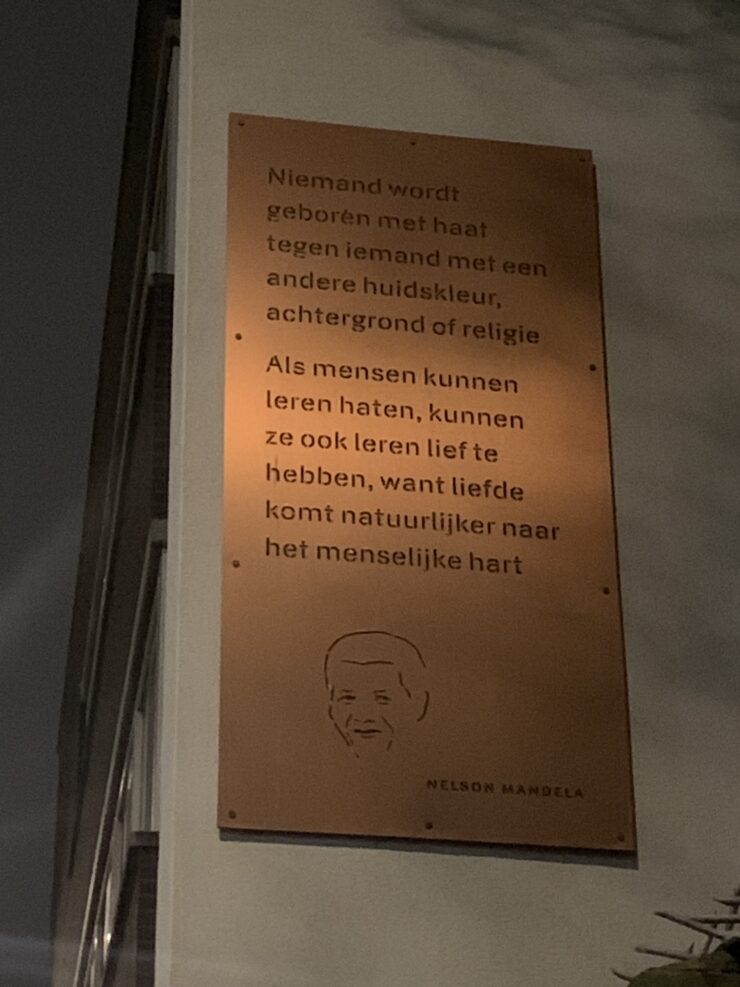 Niemand wordt
geboren met haat
tegen iemand met een
andere huidskleur,
achtergrond of religie
Als mensen kunnen
leren haten, kunnen
ze ook leren lief te
hebben, want liefde
komt natuurlijker naar
het menselijke hart
NELSON MANDELA